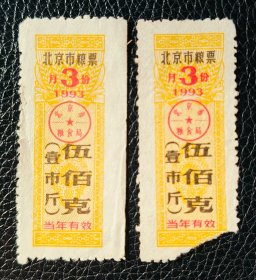 北京市粮票
3月份
1993
北京市
粮食局
伍佰克
(壹市斤)
当年有效
北京市粮票
3月份
1993
北京市
粮食局
伍佰克
(壹市斤)
当年有效